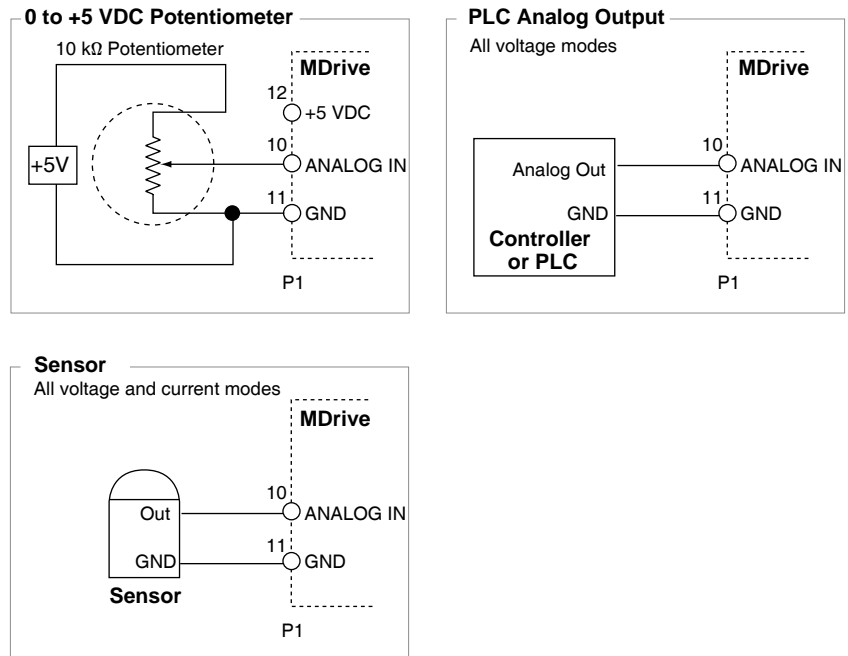 0 to +5 VDC Potentiometer
10 kΩ Potentiometer
MDrive
12
+5 VDC
10
+5V
ANALOG IN
11
GND
P1
PLC Analog Output
All voltage modes
MDrive
10
Analog Out
ANALOG IN
11
GND
GND
Controller
or PLC
P1
Sensor
All voltage and current modes
MDrive
10
Out
ANALOG IN
11
GND
GND
Sensor
P1